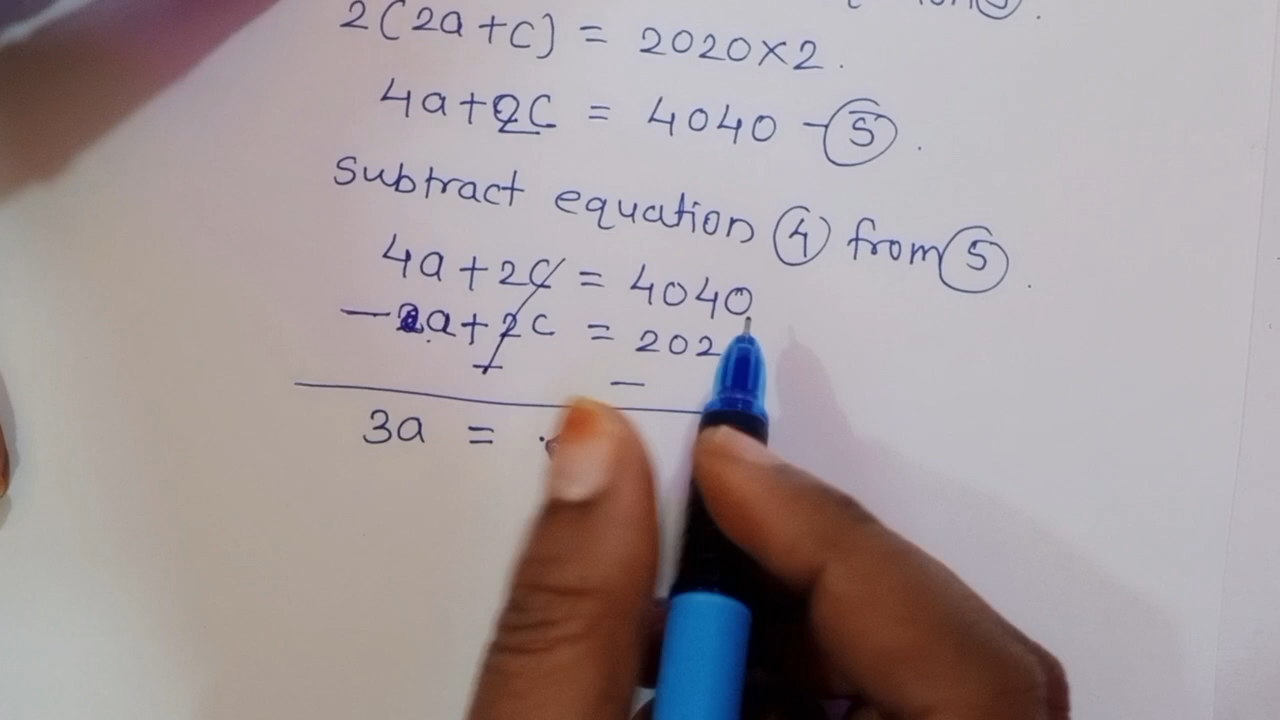 2(2a+c) = 2020×2.
4a+2c = 4040 -⑤.
Subtract equation ④ from ⑤.
4a+2c = 4040
-a+2c = 202
+ -
3a =